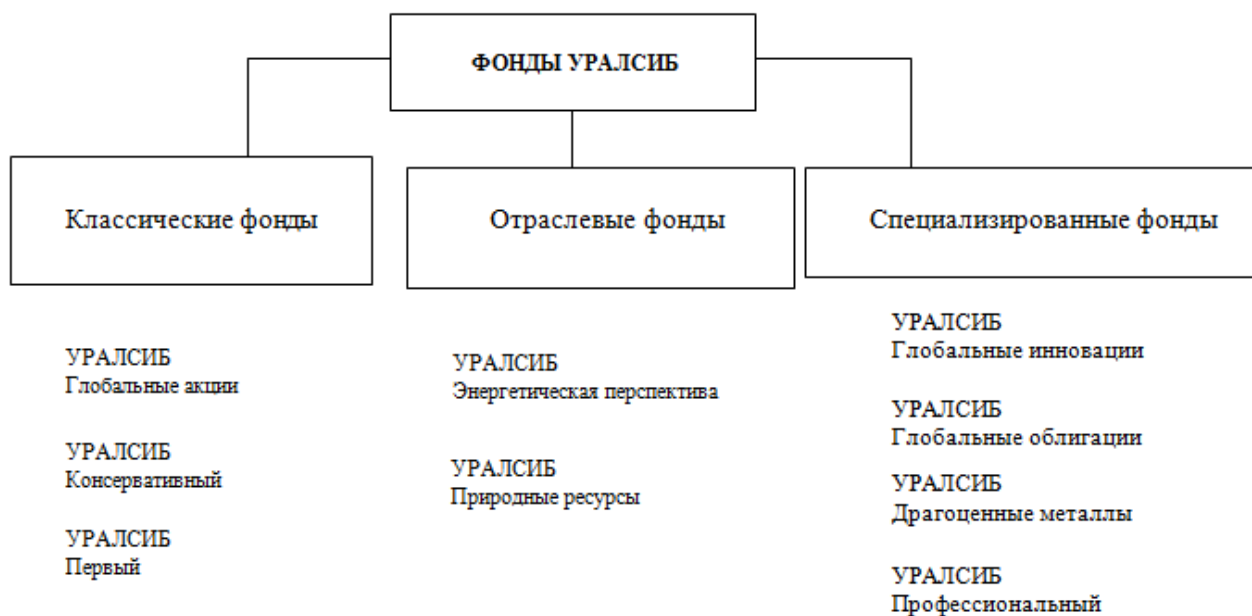 ФОНДЫ УРАЛСИБ
Классические фонды
УРАЛСИБ
Глобальные акции
УРАЛСИБ
Консервативный
УРАЛСИБ
Первый
Отраслевые фонды
УРАЛСИБ
Энергетическая перспектива
УРАЛСИБ
Природные ресурсы
Специализированные фонды
УРАЛСИБ
Глобальные инновации
УРАЛСИБ
Глобальные облигации
УРАЛСИБ
Драгоценные металлы
УРАЛСИБ
Профессиональный